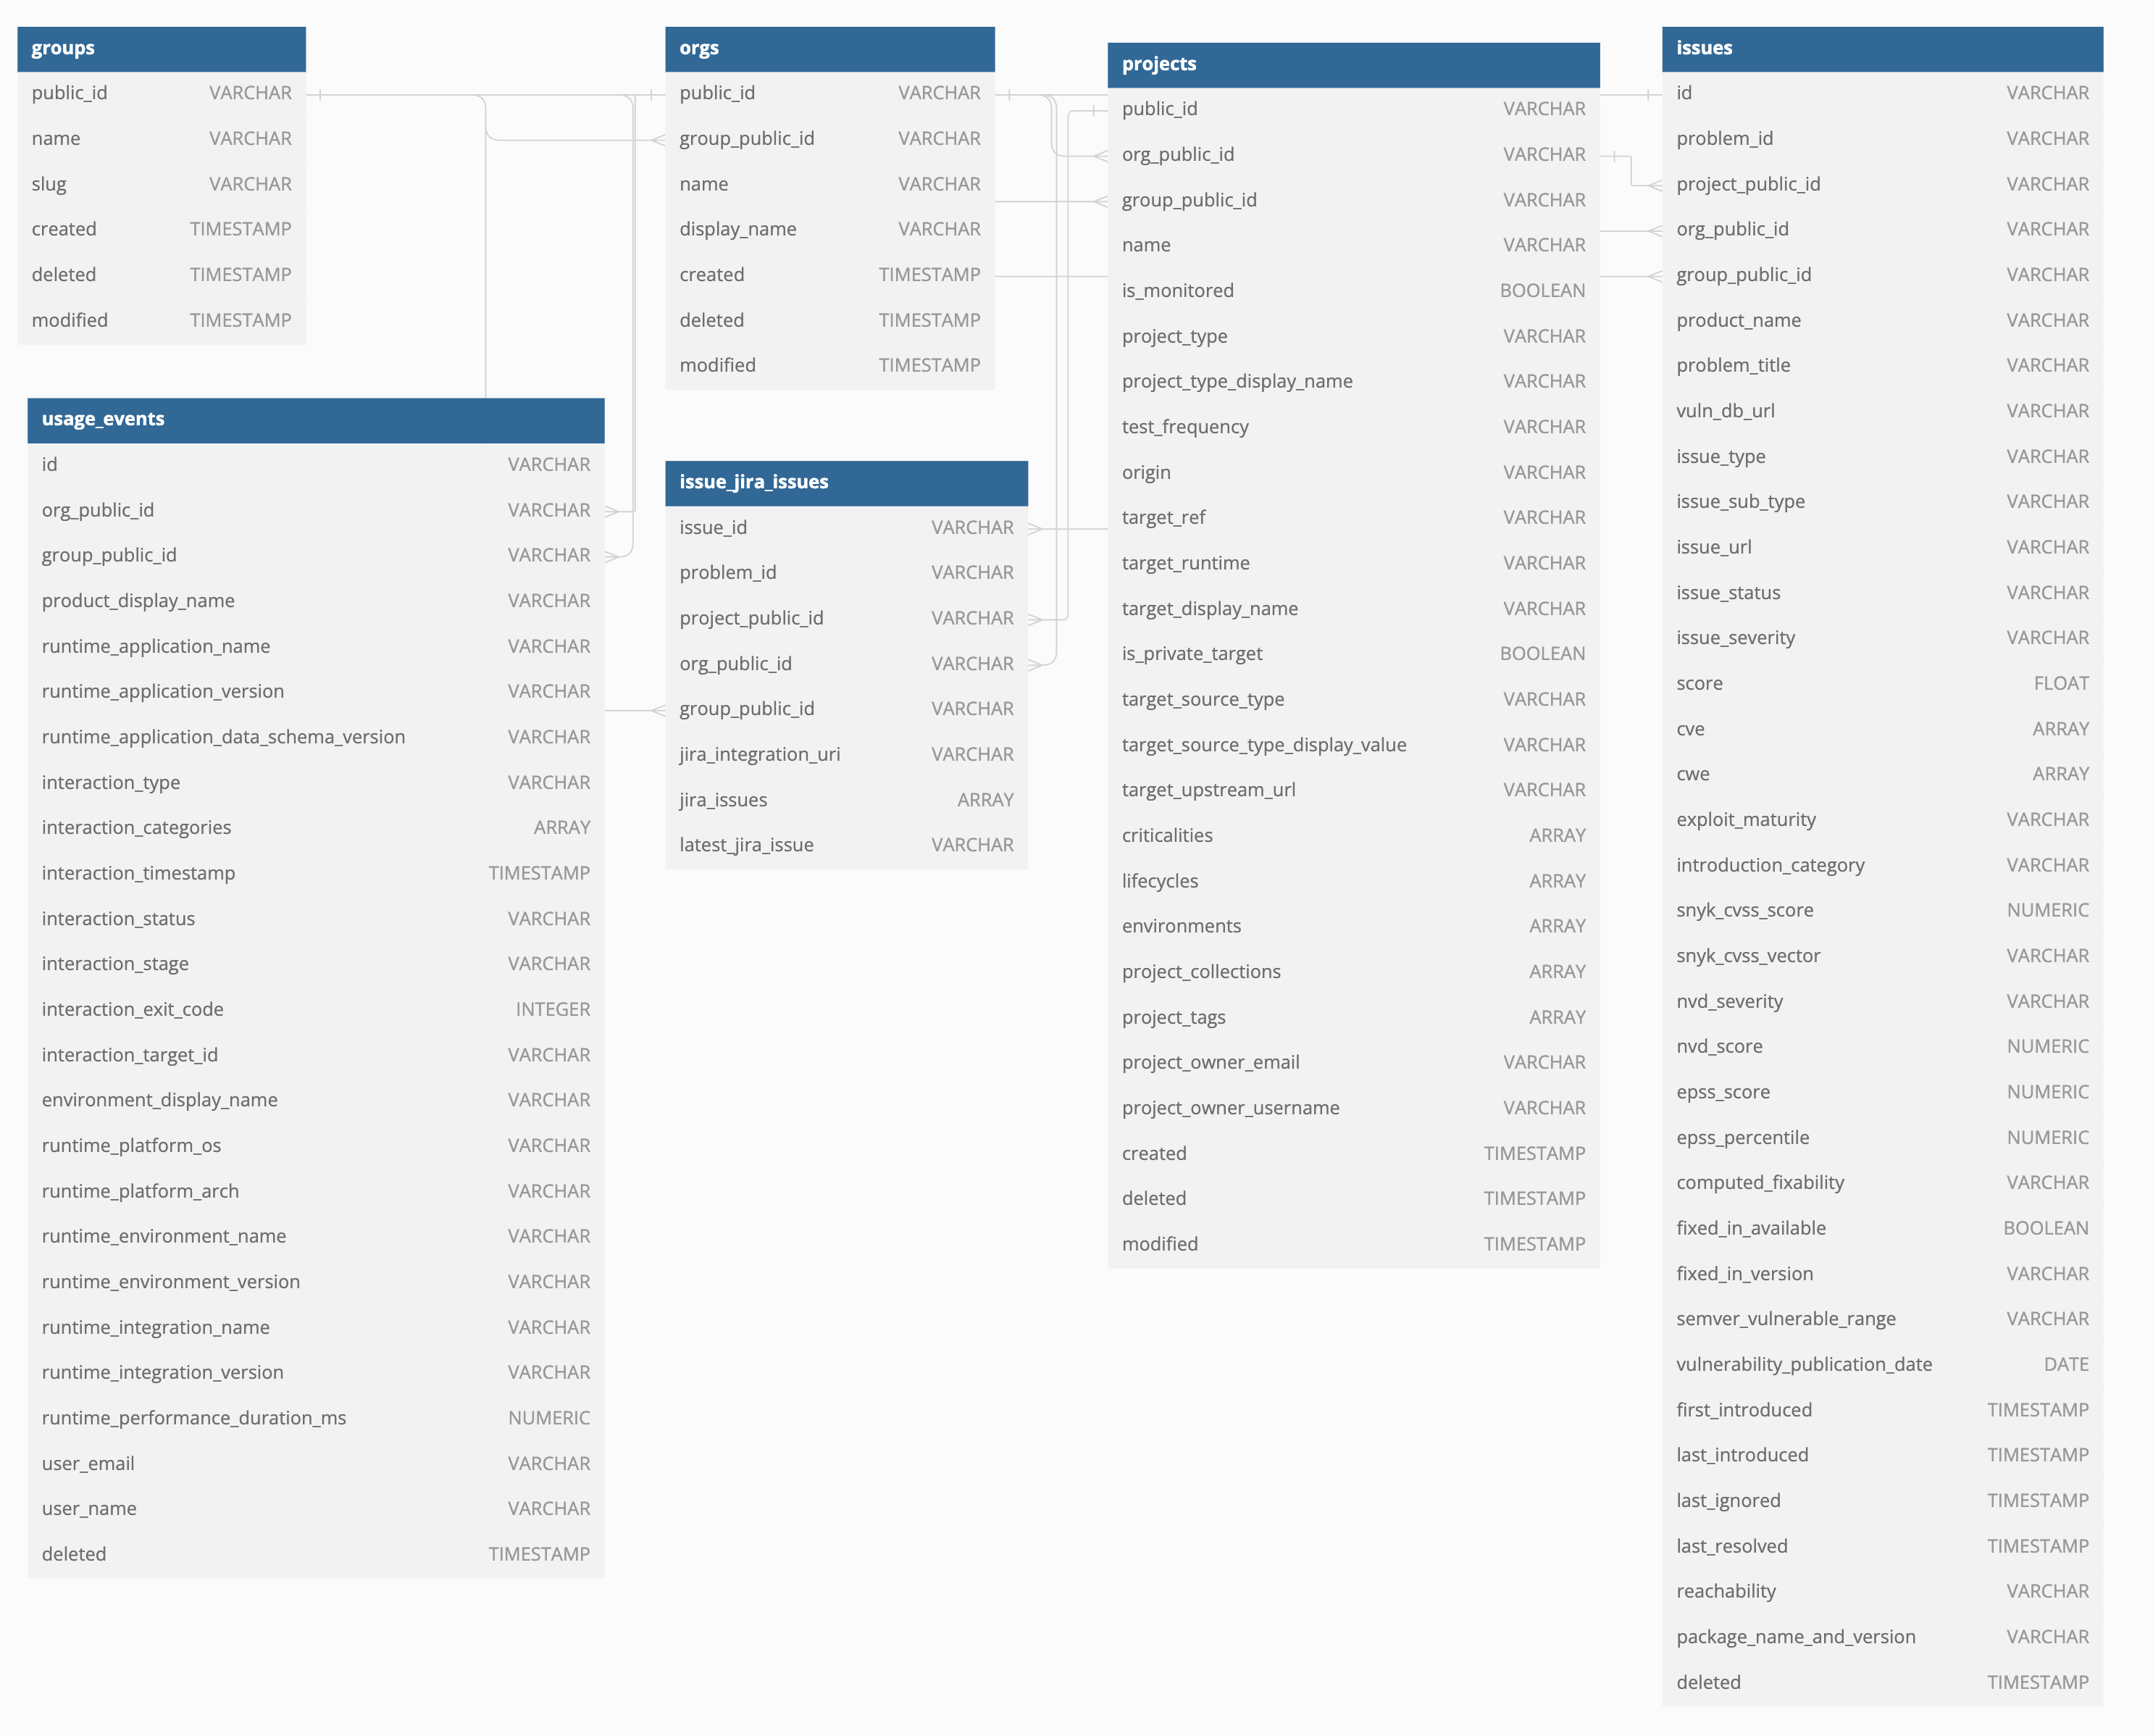 groups
public_id VARCHAR
name VARCHAR
slug VARCHAR
created TIMESTAMP
deleted TIMESTAMP
modified TIMESTAMP
usage_events
id VARCHAR
org_public_id VARCHAR
group_public_id VARCHAR
product_display_name VARCHAR
runtime_application_name VARCHAR
runtime_application_version VARCHAR
runtime_application_data_schema_version VARCHAR
interaction_type VARCHAR
interaction_categories ARRAY
interaction_timestamp TIMESTAMP
interaction_status VARCHAR
interaction_stage VARCHAR
interaction_exit_code INTEGER
interaction_target_id VARCHAR
environment_display_name VARCHAR
runtime_platform_os VARCHAR
runtime_platform_arch VARCHAR
runtime_environment_name VARCHAR
runtime_environment_version VARCHAR
runtime_integration_name VARCHAR
runtime_integration_version VARCHAR
runtime_performance_duration_ms NUMERIC
user_email VARCHAR
user_name VARCHAR
deleted TIMESTAMP
orgs
public_id VARCHAR
group_public_id VARCHAR
name VARCHAR
display_name VARCHAR
created TIMESTAMP
deleted TIMESTAMP
modified TIMESTAMP
issue_jira_issues
issue_id VARCHAR
problem_id VARCHAR
project_public_id VARCHAR
org_public_id VARCHAR
group_public_id VARCHAR
jira_integration_uri VARCHAR
jira_issues ARRAY
latest_jira_issue VARCHAR
projects
public_id VARCHAR
org_public_id VARCHAR
group_public_id VARCHAR
name VARCHAR
is_monitored BOOLEAN
project_type VARCHAR
project_type_display_name VARCHAR
test_frequency VARCHAR
origin VARCHAR
target_ref VARCHAR
target_runtime VARCHAR
target_display_name VARCHAR
is_private_target BOOLEAN
target_source_type VARCHAR
target_source_type_display_value VARCHAR
target_upstream_url VARCHAR
criticalities ARRAY
lifecycles ARRAY
environments ARRAY
project_collections ARRAY
project_tags ARRAY
project_owner_email VARCHAR
project_owner_username VARCHAR
created TIMESTAMP
deleted TIMESTAMP
modified TIMESTAMP
issues
id VARCHAR
problem_id VARCHAR
project_public_id VARCHAR
org_public_id VARCHAR
group_public_id VARCHAR
product_name VARCHAR
problem_title VARCHAR
vuln_db_url VARCHAR
issue_type VARCHAR
issue_sub_type VARCHAR
issue_url VARCHAR
issue_status VARCHAR
issue_severity VARCHAR
score FLOAT
cve ARRAY
cwe ARRAY
exploit_maturity VARCHAR
introduction_category VARCHAR
snyk_cvss_score NUMERIC
snyk_cvss_vector VARCHAR
nvd_severity VARCHAR
nvd_score NUMERIC
epss_score NUMERIC
epss_percentile NUMERIC
computed_fixability VARCHAR
fixed_in_available BOOLEAN
fixed_in_version VARCHAR
semver_vulnerable_range VARCHAR
vulnerability_publication_date DATE
first_introduced TIMESTAMP
last_introduced TIMESTAMP
last_ignored TIMESTAMP
last_resolved TIMESTAMP
reachability VARCHAR
package_name_and_version VARCHAR
deleted TIMESTAMP